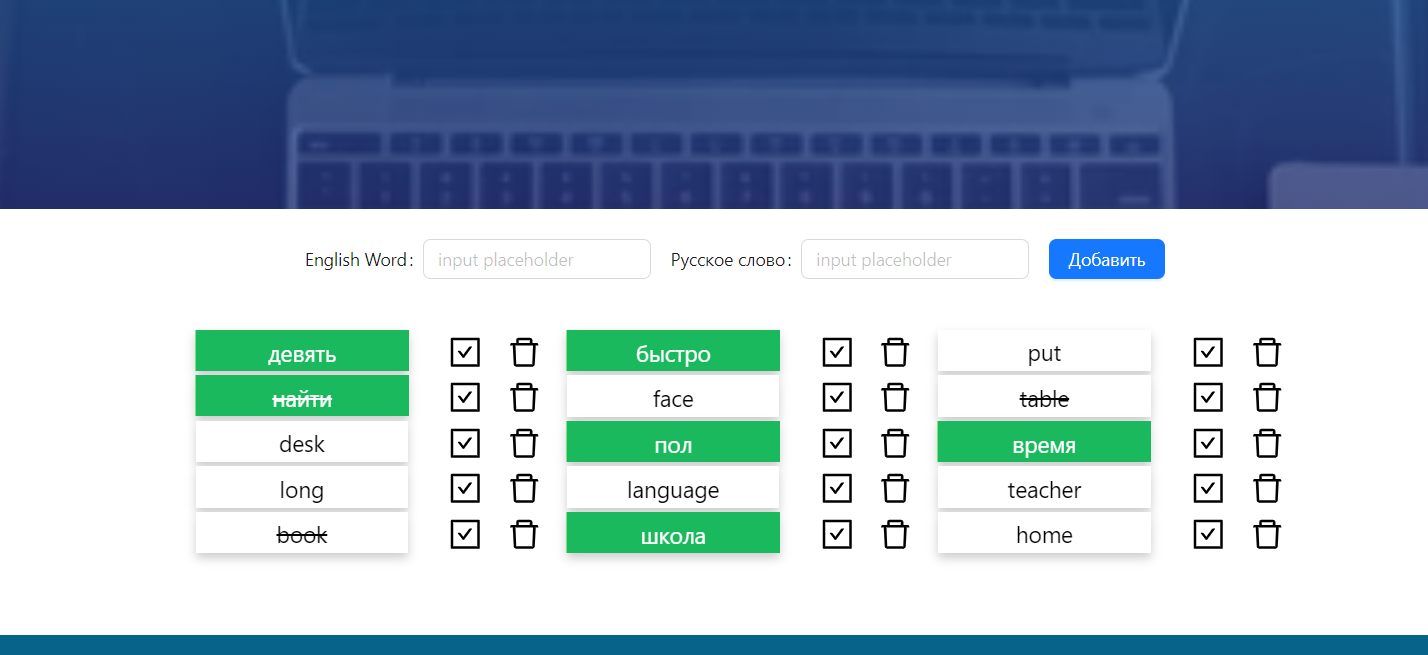 English Word: input placeholder Русское слово: input placeholder Добавить
девять быстро put
найти face table
desk пол время
long language teacher
book школа home